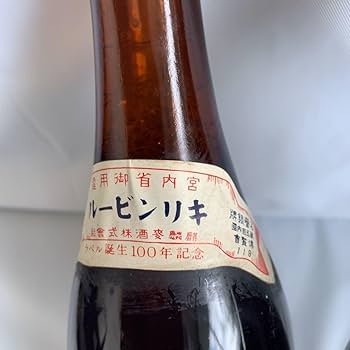 宮内省御用達
キリンビール
麒麟麥酒株式會社
ラベル誕生100年記念